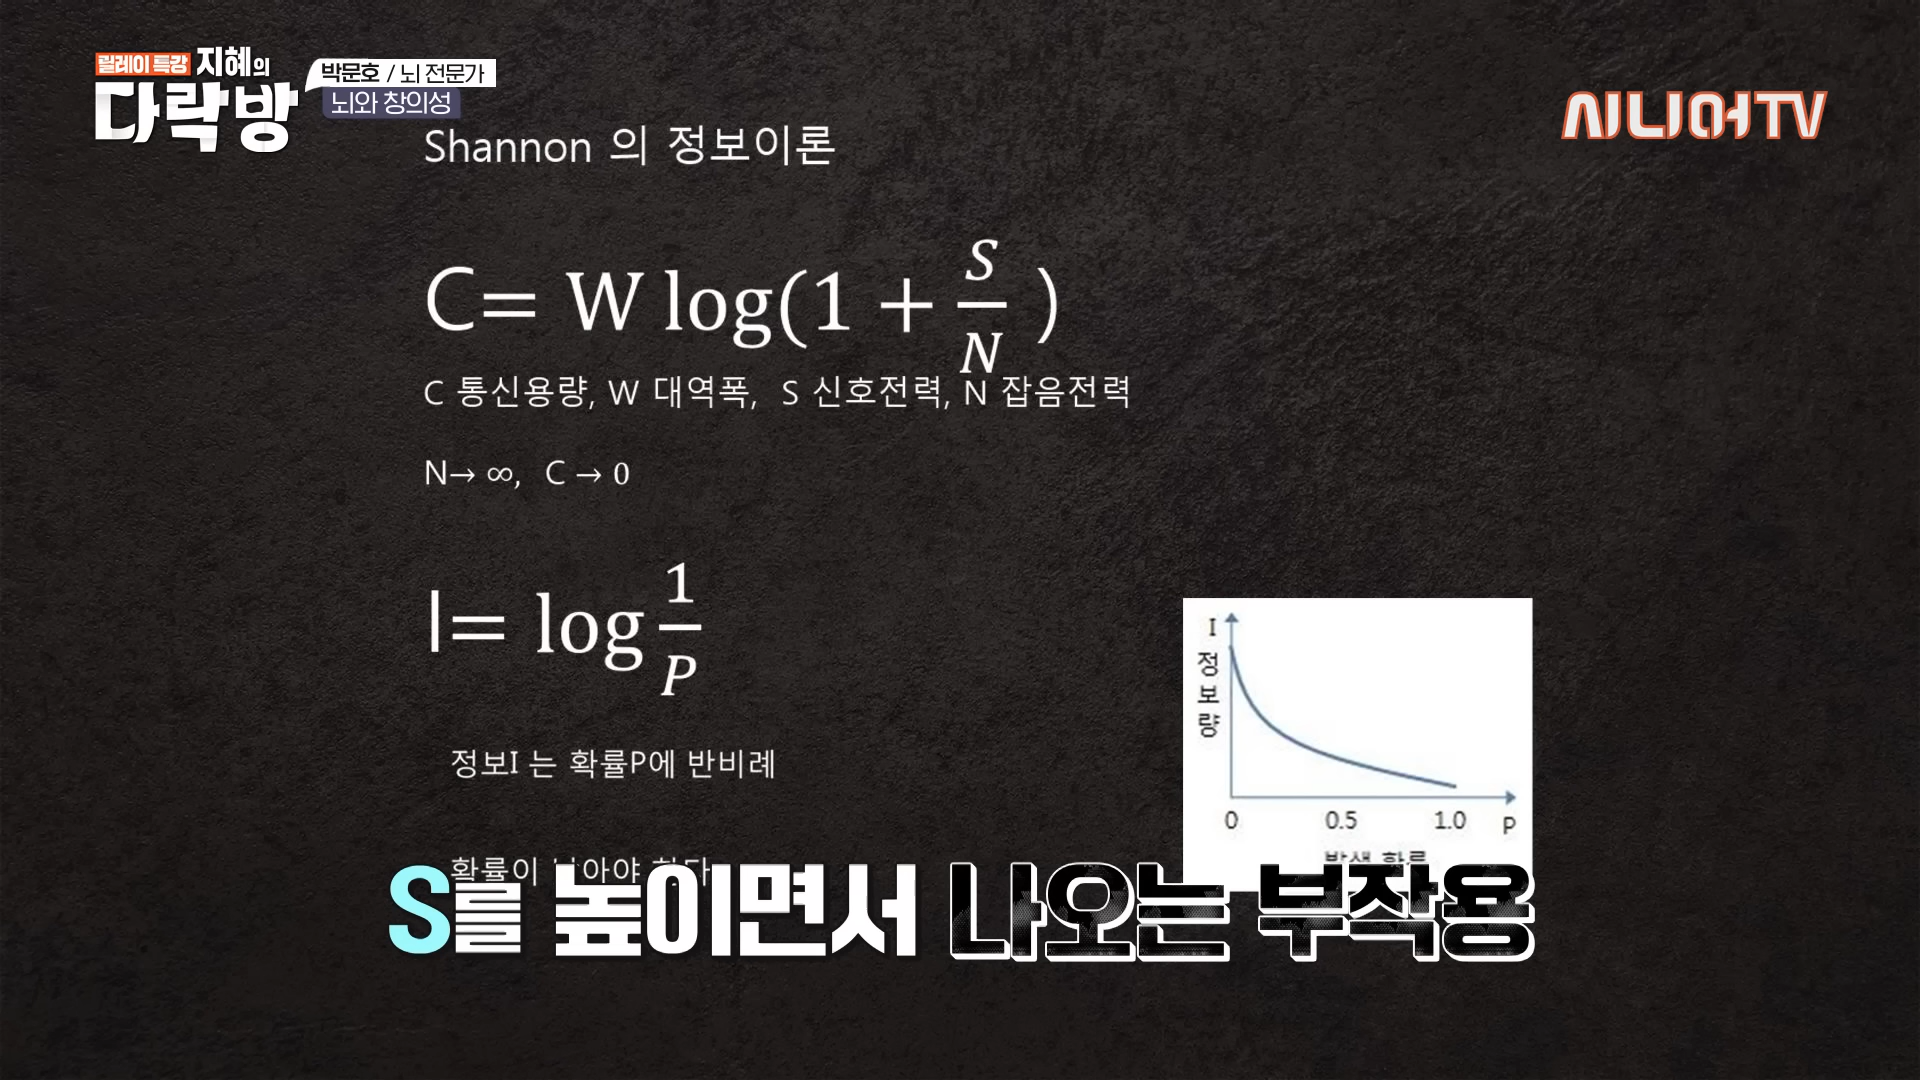 릴레이 특강 지혜의
다락방
박문호 / 뇌 전문가
뇌와 창의성
시니어TV
Shannon 의 정보이론
C= W log(1 + S/N )
C 통신용량, W 대역폭, S 신호전력, N 잡음전력
N→ ∞, C → 0
I= log 1/P
정보I 는 확률P에 반비례
I
정
보
량
0 0.5 1.0 P
확률이
S를 높이면서 나오는 부작용